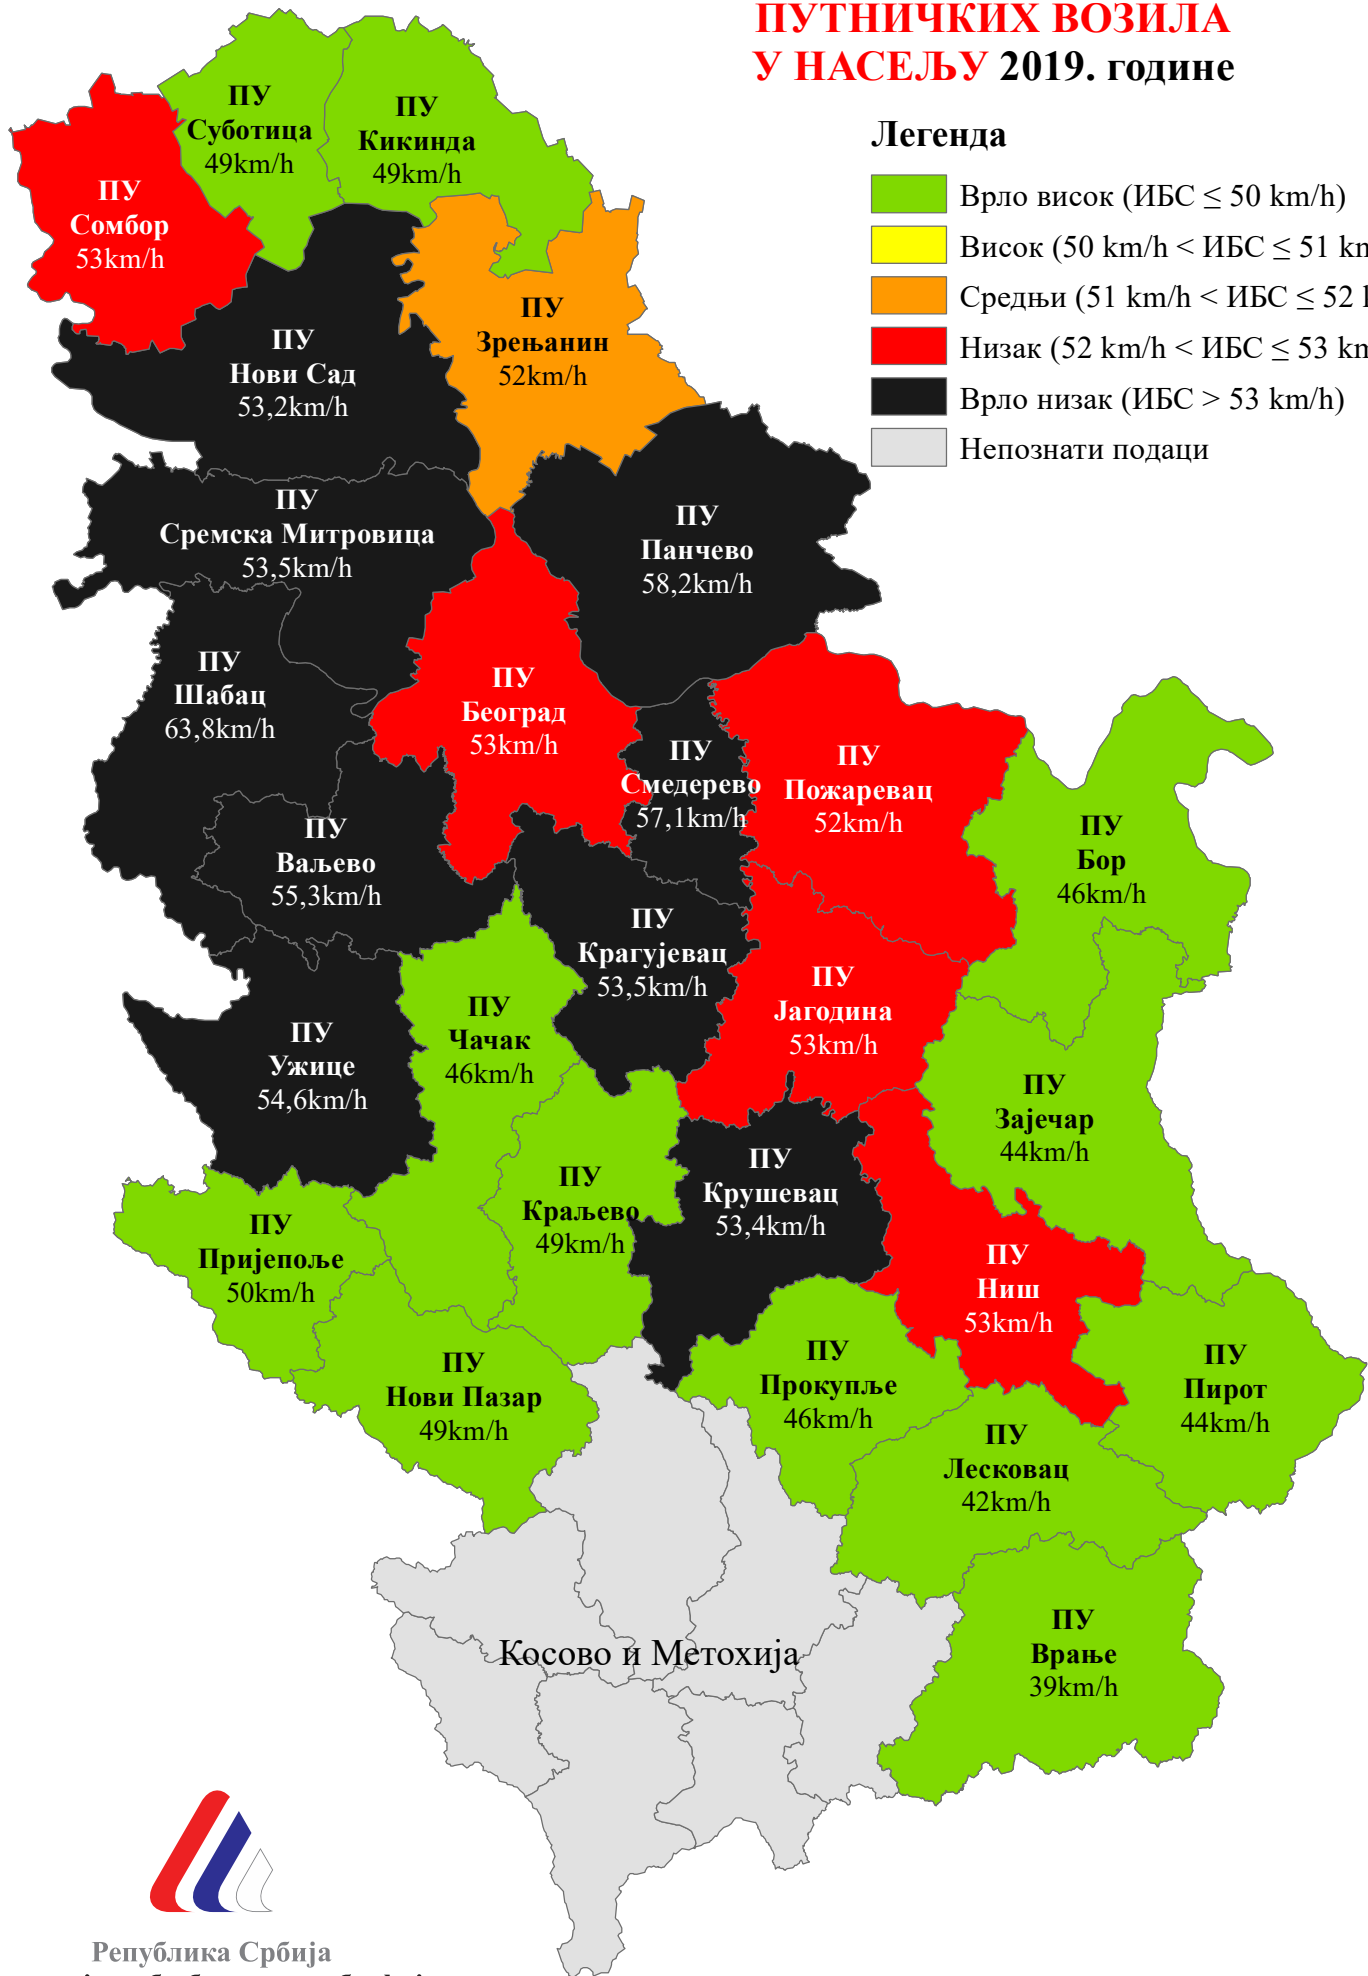 ПУТНИЧКИХ ВОЗИЛА
У НАСЕЉУ 2019. године
Легенда
Врло висок (ИБС ≤ 50 km/h)
Висок (50 km/h < ИБС ≤ 51
Средњи (51 km/h < ИБС ≤ 52
Низак (52 km/h < ИБС ≤ 53
Врло низак (ИБС > 53 km/h)
Непознати подаци
ПУ
Суботица
49km/h
ПУ
Кикинда
49km/h
ПУ
Сомбор
53km/h
ПУ
Зрењанин
52km/h
ПУ
Нови Сад
53,2km/h
ПУ
Сремска Митровица
53,5km/h
ПУ
Панчево
58,2km/h
ПУ
Шабац
63,8km/h
ПУ
Београд
53km/h
ПУ
Смедерево
57,1km/h
ПУ
Пожаревац
52km/h
ПУ
Бор
46km/h
ПУ
Ваљево
55,3km/h
ПУ
Крагујевац
53,5km/h
ПУ
Јагодина
53km/h
ПУ
Чачак
46km/h
ПУ
Ужице
54,6km/h
ПУ
Зајечар
44km/h
ПУ
Крушевац
53,4km/h
ПУ
Краљево
49km/h
ПУ
Пријепоље
50km/h
ПУ
Ниш
53km/h
ПУ
Нови Пазар
49km/h
ПУ
Прокупље
46km/h
ПУ
Пирот
44km/h
ПУ
Лесковац
42km/h
ПУ
Врање
39km/h
Косово и Метохија
Република Србија